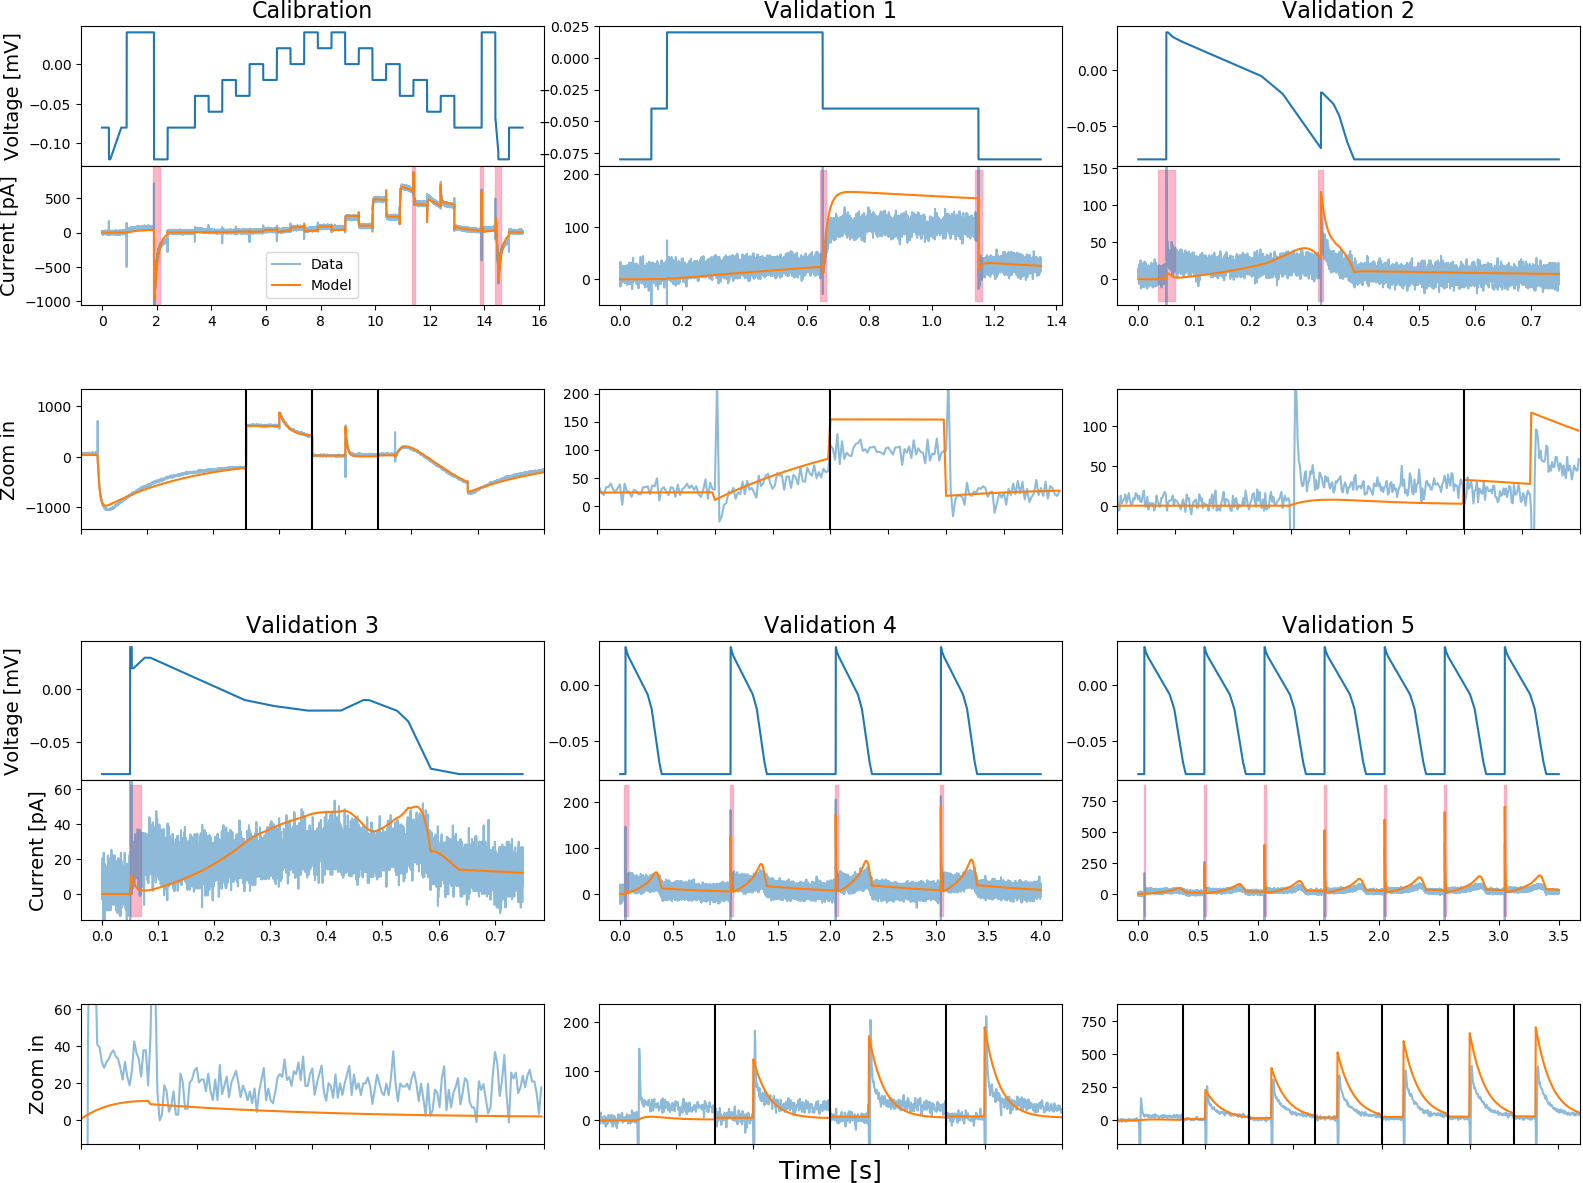 Calibration
Validation 1
Validation 2
Voltage [mV]
0.00
−0.05
−0.10
0.025
0.000
−0.025
−0.050
−0.075
0.00
−0.05
Current [pA]
500
0
−500
−1000
Data
Model
200
100
0
150
100
50
0
0 2 4 6 8 10 12 14 16
0.0 0.2 0.4 0.6 0.8 1.0 1.2 1.4
0.0 0.1 0.2 0.3 0.4 0.5 0.6 0.7
Zoom in
1000
0
−1000
200
150
100
50
0
100
50
0
Validation 3
Validation 4
Validation 5
Voltage [mV]
0.00
−0.05
0.00
−0.05
0.00
−0.05
Current [pA]
60
40
20
0
200
100
0
750
500
250
0
0.0 0.1 0.2 0.3 0.4 0.5 0.6 0.7
0.0 0.5 1.0 1.5 2.0 2.5 3.0 3.5 4.0
0.0 0.5 1.0 1.5 2.0 2.5 3.0 3.5
Zoom in
60
40
20
0
200
100
0
750
500
250
0
Time [s]